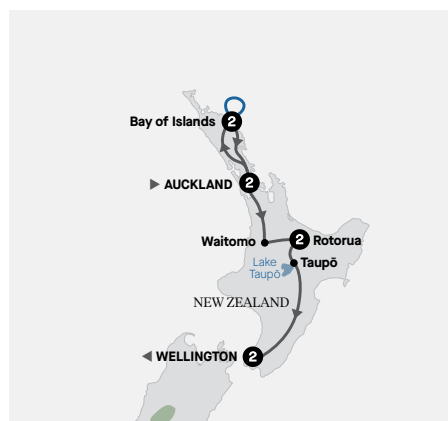 Bay of Islands 2
AUCKLAND 2
Waitomo
2 Rotorua
Lake
Taupō
Taupō
NEW ZEALAND
WELLINGTON 2